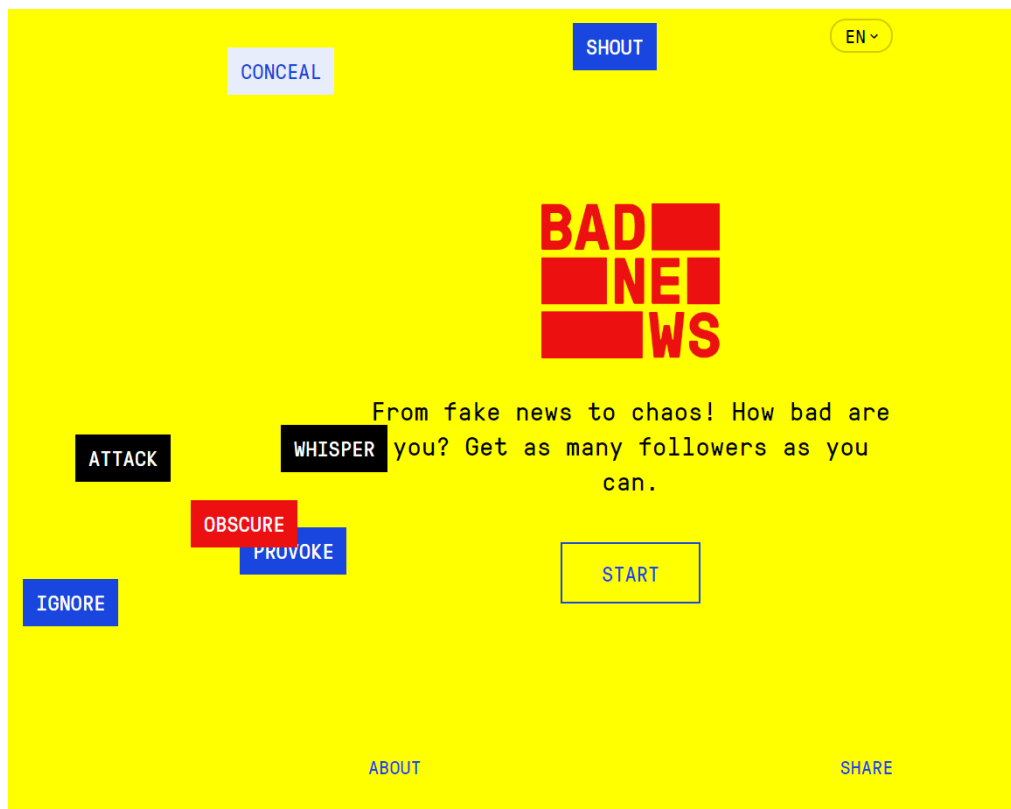 SHOUT
EN
CONCEAL
BAD
NE
WS
From fake news to chaos! How bad are
you? Get as many followers as you
can.
WHISPER
ATTACK
OBSCURE
PROVOKE
START
IGNORE
ABOUT
SHARE